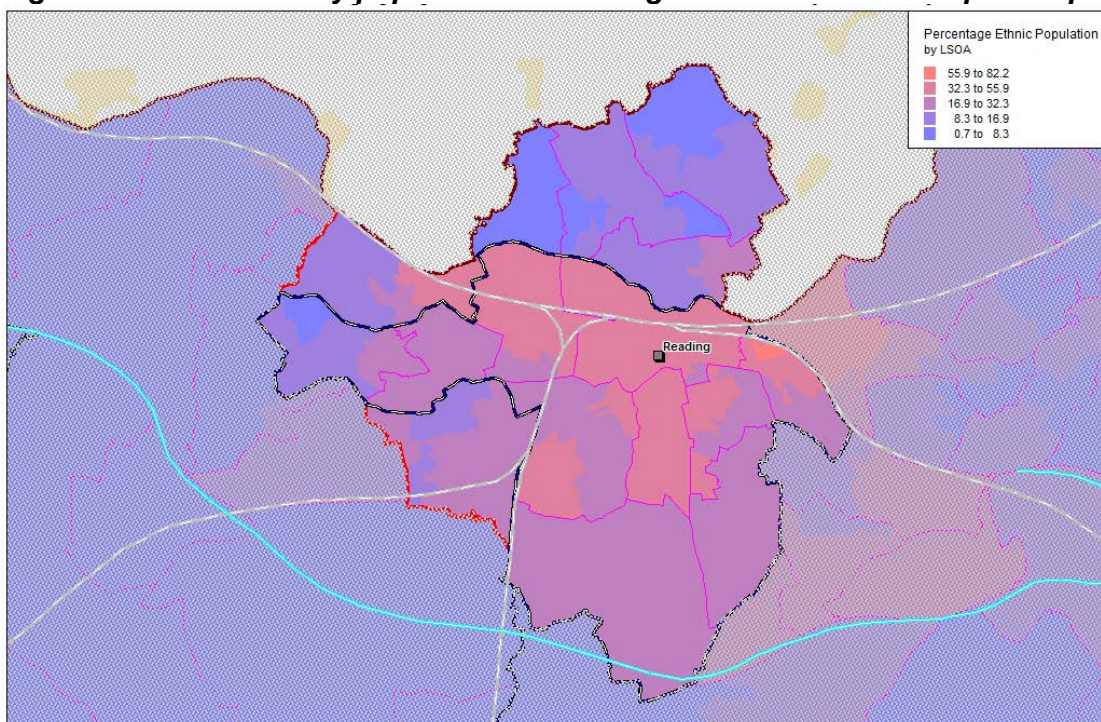 Percentage Ethnic Population
by LSOA
55.9 to 82.2
32.3 to 55.9
16.9 to 32.3
8.3 to 16.9
0.7 to 8.3
Reading